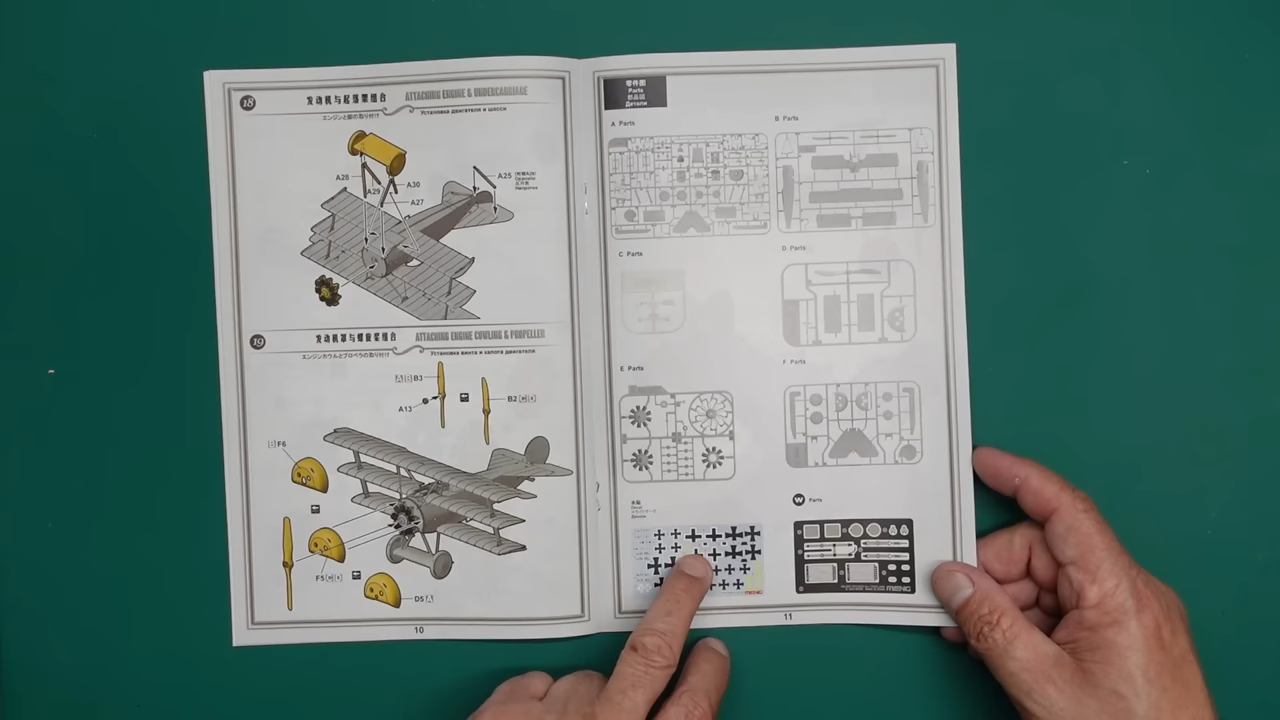 18
发动机与起落架组合 ATTACHING ENGINE & UNDERCARRIAGE
エンジンと脚の取り付け Установка двигателя и шасси
A28
A29
A30
A27
A25
19
发动机罩与螺旋桨组合 ATTACHING ENGINE COWLING & PROPELLER
エンジンカウルとプロペラの取り付け Установка винта и капота двигателя
A B B3
A13
B2
B F6
F5
D5 A
10
零件图
Parts
部品図
Детали
A Parts
B Parts
C Parts
D Parts
E Parts
F Parts
水贴
Decal
W Parts
MENG
MENG
11